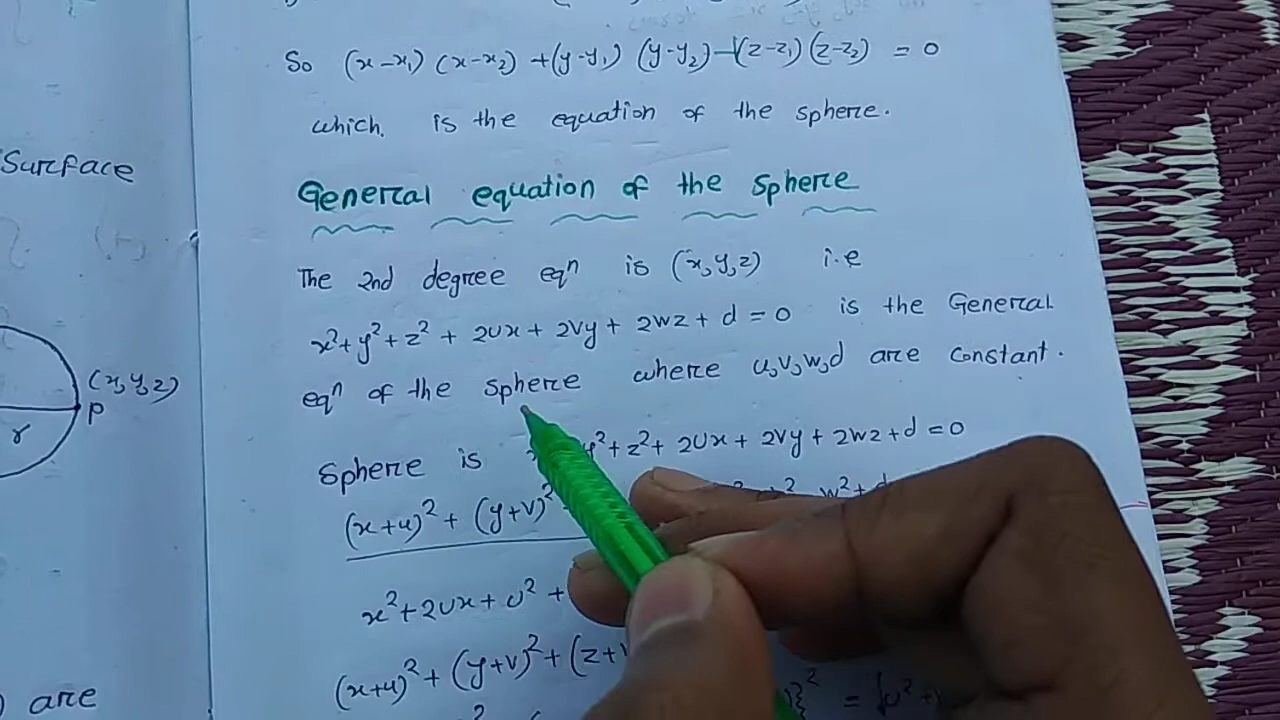 Surface
(x,y,z)
P
r
are
So (x-x₁) (x-x₂) +(y-y₁) (y-y₂)-(z-z₁)(z-z₂) = 0
which is the equation of the sphere.
General equation of the sphere
The 2nd degree eqⁿ is (x,y,z) i.e
x²+y²+z² + 2ux + 2vy + 2wz + d = 0 is the General
eqⁿ of the sphere where u,v,w,d are constant.
Sphere is y²+z²+ 2ux + 2vy + 2wz+d=0
(x+u)² + (y+v)² w²+d
x²+2ux+u² +
(x+u)² + (y+v)² + (z+ }² = {u² +